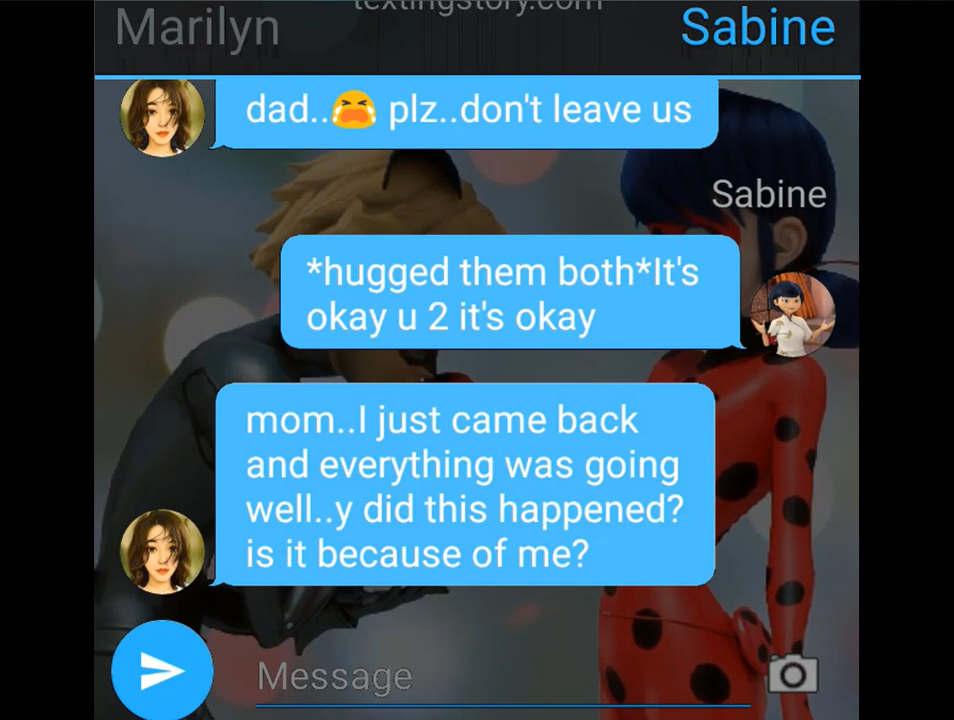 textingstory.com
Marilyn
Sabine
dad..😭 plz..don't leave us
Sabine
*hugged them both*It's
okay u 2 it's okay
mom..I just came back
and everything was going
well..y did this happened?
is it because of me?
Message